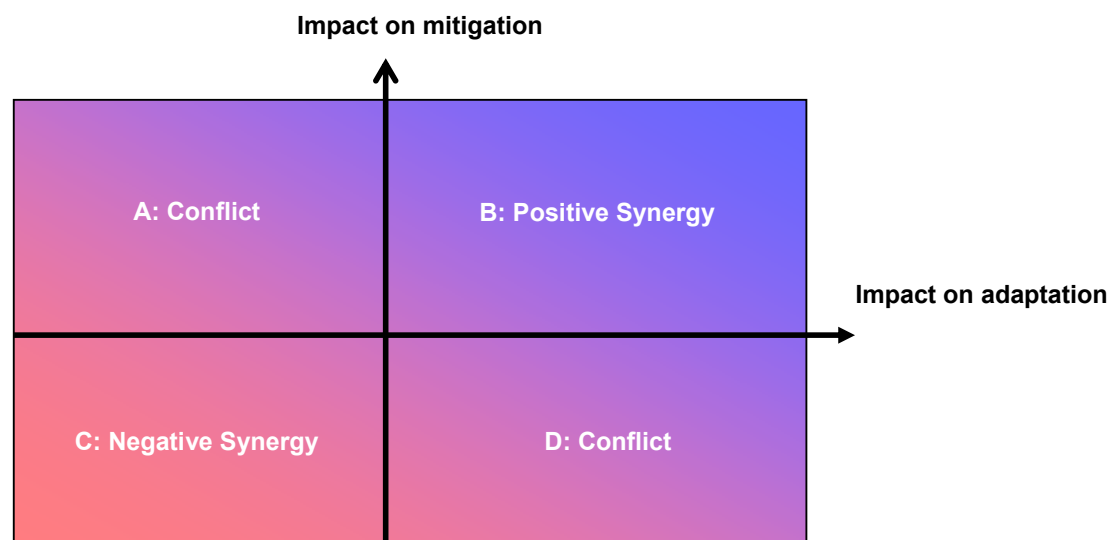 Impact on mitigation
A: Conflict
B: Positive Synergy
Impact on adaptation
C: Negative Synergy
D: Conflict